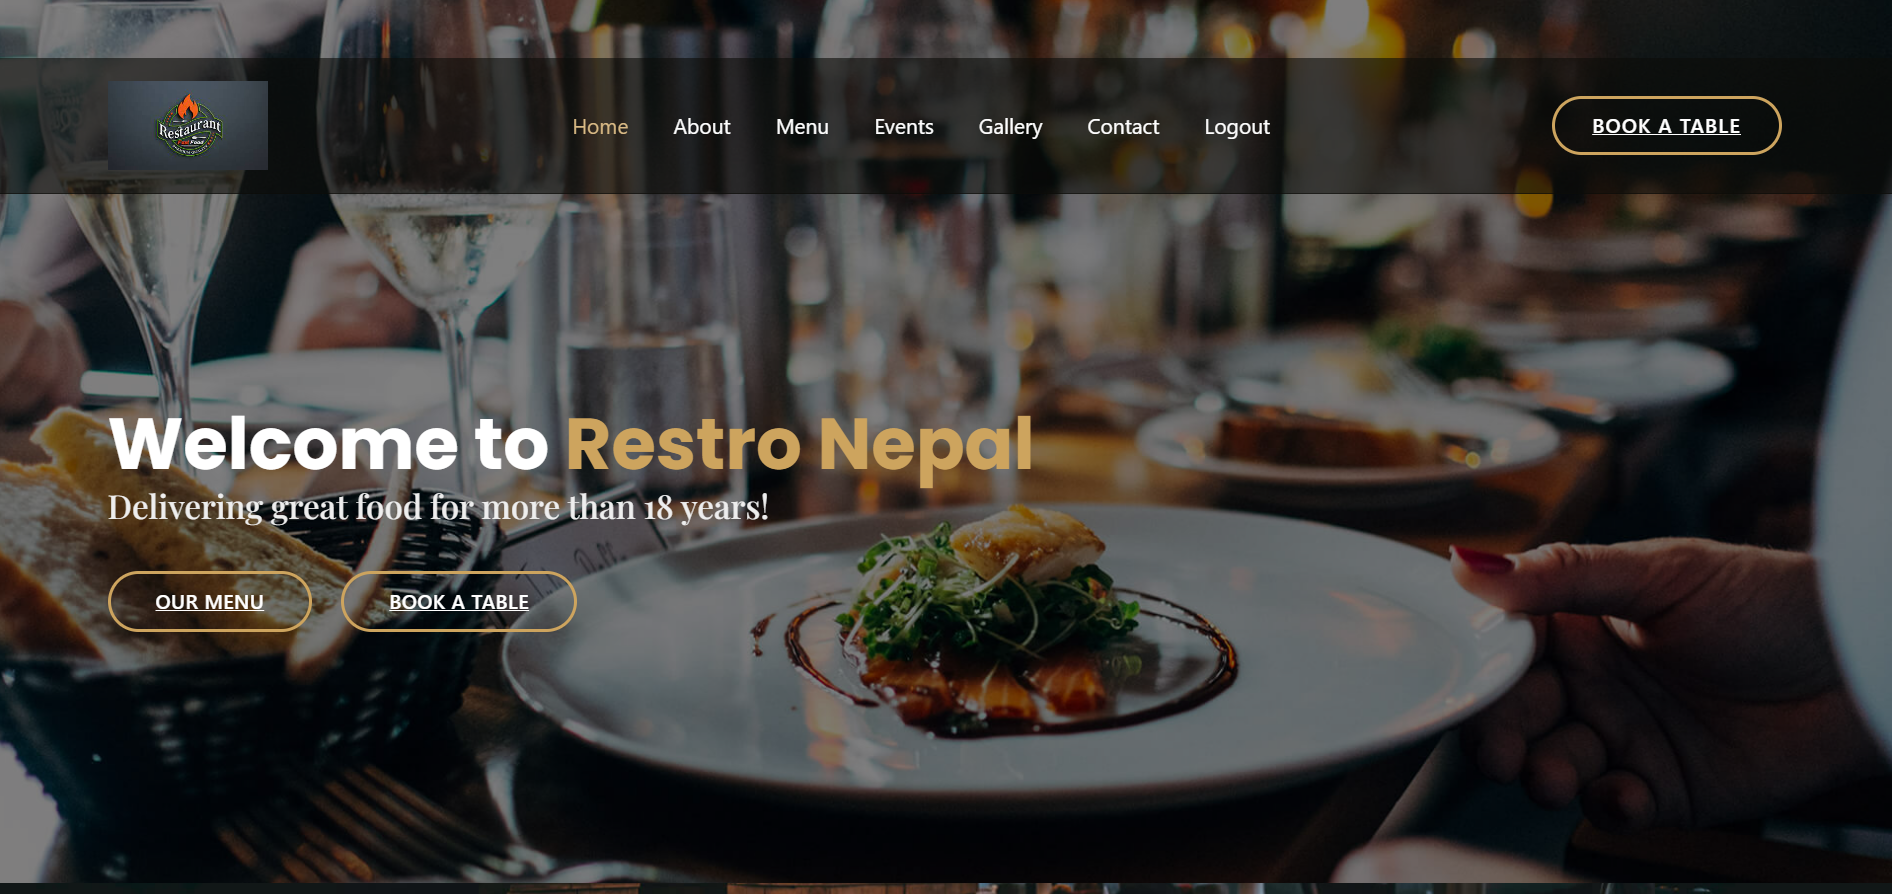 Restaurant
Fast Food
Home
About
Menu
Events
Gallery
Contact
Logout
BOOK A TABLE
Welcome to Restro Nepal
Delivering great food for more than 18 years!
OUR MENU
BOOK A TABLE